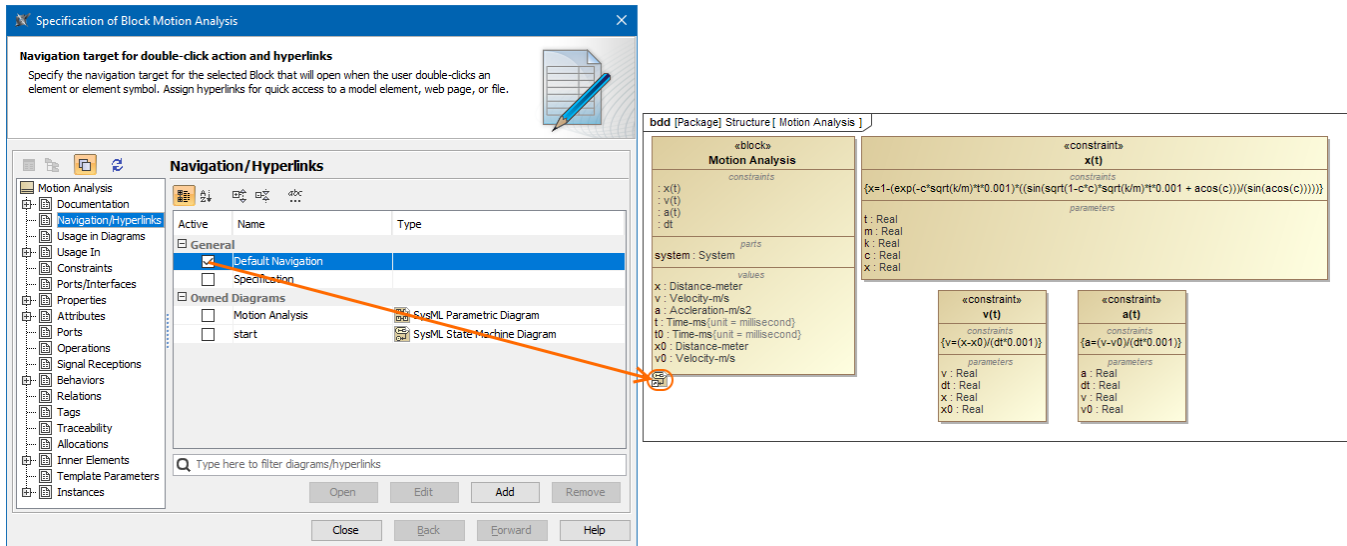 Specification of Block Motion Analysis
Navigation target for double-click action and hyperlinks
Specify the navigation target for the selected Block that will open when the user double-clicks an
element or element symbol. Assign hyperlinks for quick access to a model element, web page, or file.
Motion Analysis
Documentation
Navigation/Hyperlinks
Usage in Diagrams
Usage In
Constraints
Ports/Interfaces
Properties
Attributes
Ports
Operations
Signal Receptions
Behaviors
Relations
Tags
Traceability
Allocations
Inner Elements
Template Parameters
Instances
Navigation/Hyperlinks
Active Name Type
General
Default Navigation
Specification
Owned Diagrams
Motion Analysis SysML Parametric Diagram
start SysML State Machine Diagram
Type here to filter diagrams/hyperlinks
Open Edit Add Remove
Close Back Forward Help
bdd [Package] Structure [ Motion Analysis ]
«block»
Motion Analysis
constraints
: x(t)
: v(t)
: a(t)
: dt
parts
system : System
values
x : Distance-meter
v : Velocity-m/s
a : Accleration-m/s2
t : Time-ms{unit = millisecond}
t0 : Time-ms{unit = millisecond}
x0 : Distance-meter
v0 : Velocity-m/s
«constraint»
x(t)
constraints
{x=1-(exp(-c*sqrt(k/m)*t*0.001)*((sin(sqrt(1-c*c)*sqrt(k/m)*t*0.001 + acos(c)))/(sin(acos(c)))))}
parameters
t : Real
m : Real
k : Real
c : Real
x : Real
«constraint»
v(t)
constraints
{v=(x-x0)/(dt*0.001)}
parameters
v : Real
dt : Real
x : Real
x0 : Real
«constraint»
a(t)
constraints
{a=(v-v0)/(dt*0.001)}
parameters
a : Real
dt : Real
v : Real
v0 : Real